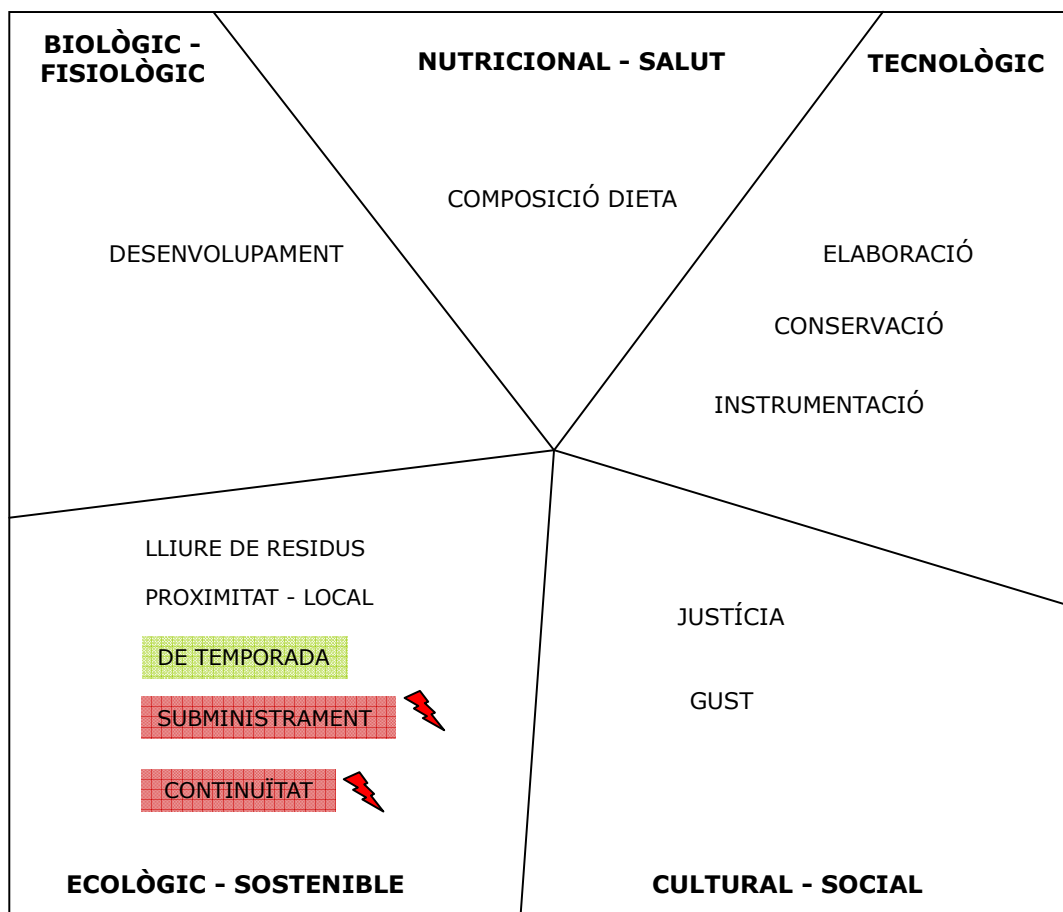 BIOLÒGIC -
FISIOLÒGIC
NUTRICIONAL - SALUT
TECNOLÒGIC
COMPOSICIÓ DIETA
DESENVOLUPAMENT
ELABORACIÓ
CONSERVACIÓ
INSTRUMENTACIÓ
LLIURE DE RESIDUS
PROXIMITAT - LOCAL
DE TEMPORADA
SUBMINISTRAMENT
CONTINUÏTAT
ECOLÒGIC - SOSTENIBLE
JUSTÍCIA
GUST
CULTURAL - SOCIAL